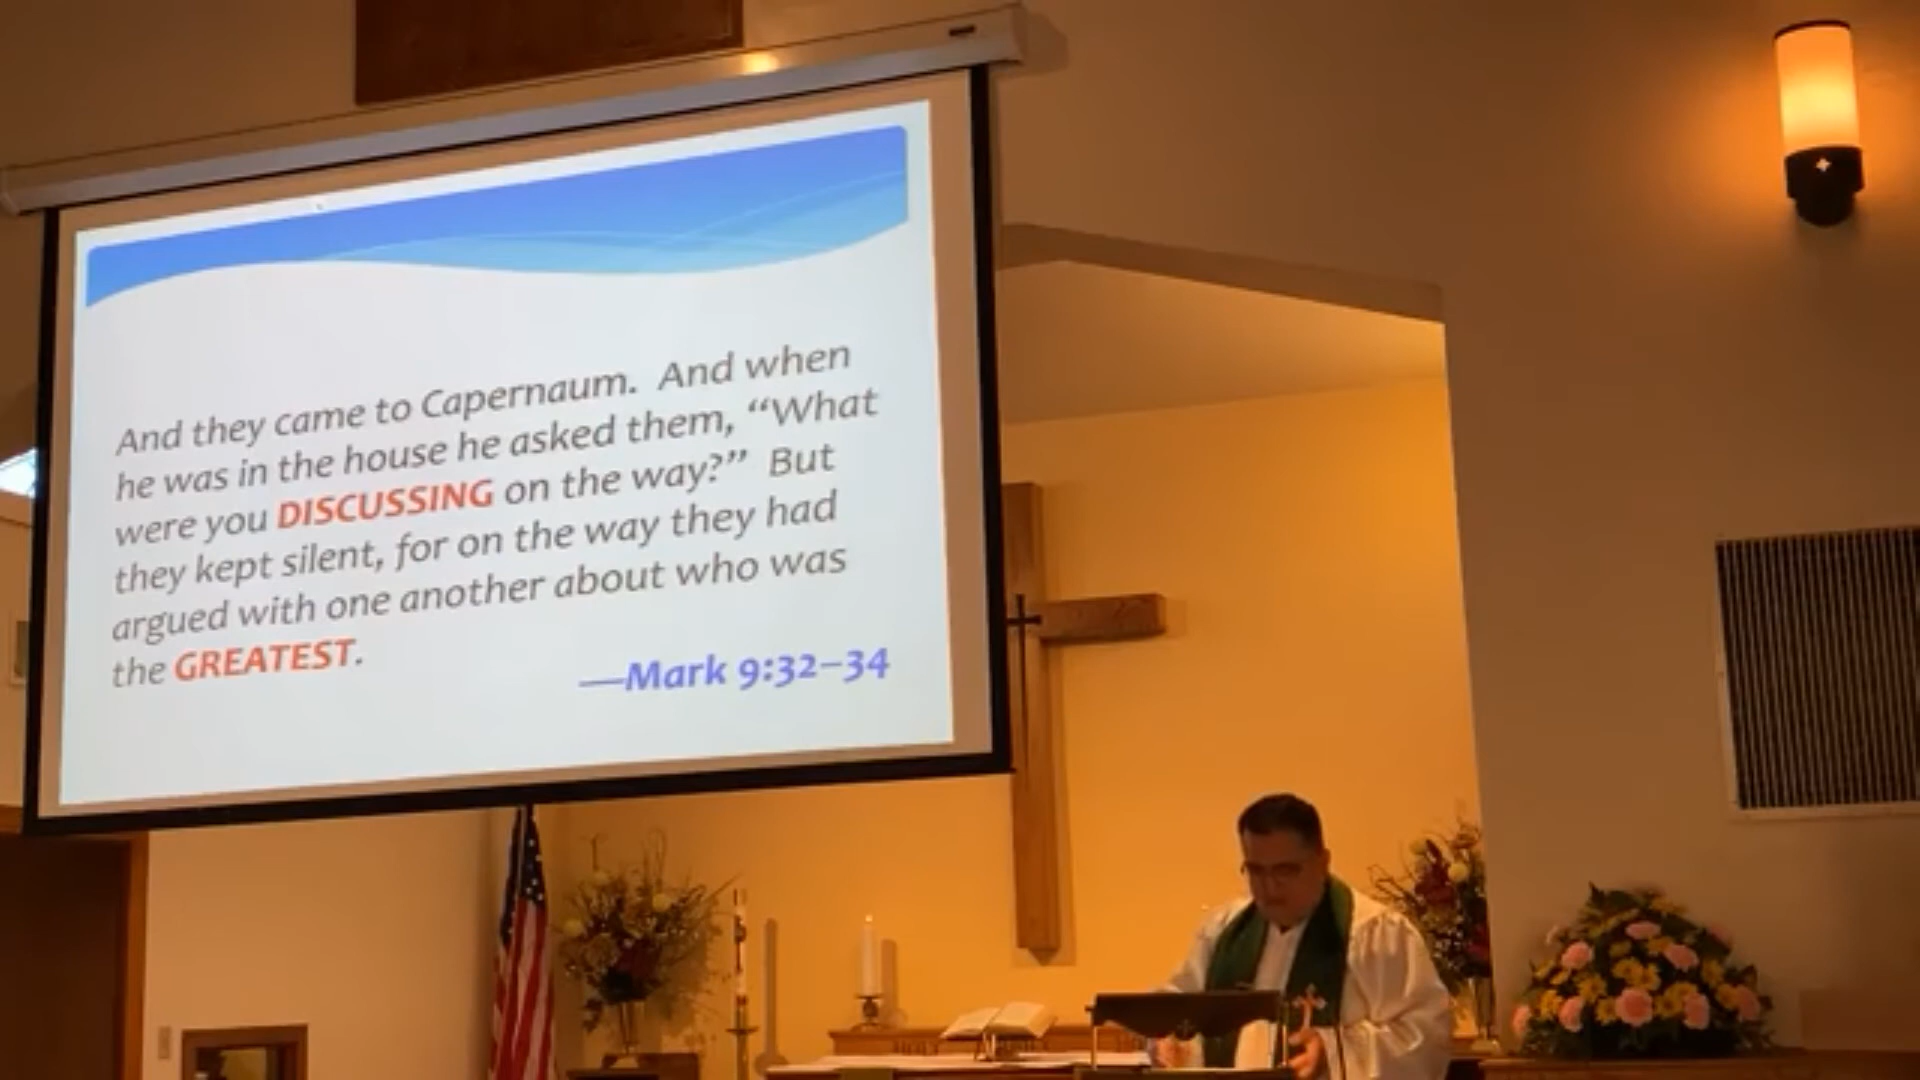 And they came to Capernaum. And when
he was in the house he asked them, “What
were you DISCUSSING on the way?” But
they kept silent, for on the way they had
argued with one another about who was
the GREATEST.
—Mark 9:32–34